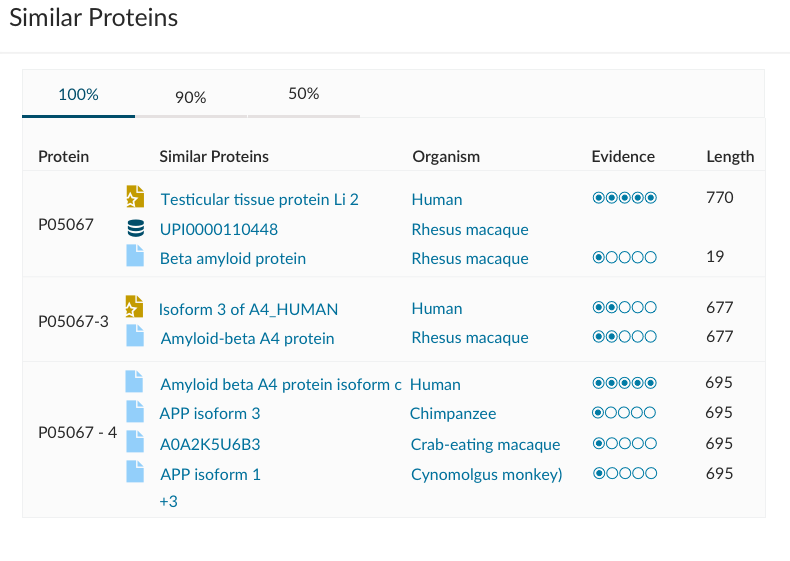 Similar Proteins
100% 90% 50%
Protein Similar Proteins Organism Evidence Length
P05067
Testicular tissue protein Li 2 Human 770
UPI0000110448 Rhesus macaque
Beta amyloid protein Rhesus macaque 19
P05067-3
Isoform 3 of A4_HUMAN Human 677
Amyloid-beta A4 protein Rhesus macaque 677
P05067 - 4
Amyloid beta A4 protein isoform c Human 695
APP isoform 3 Chimpanzee 695
A0A2K5U6B3 Crab-eating macaque 695
APP isoform 1 Cynomolgus monkey) 695
+3